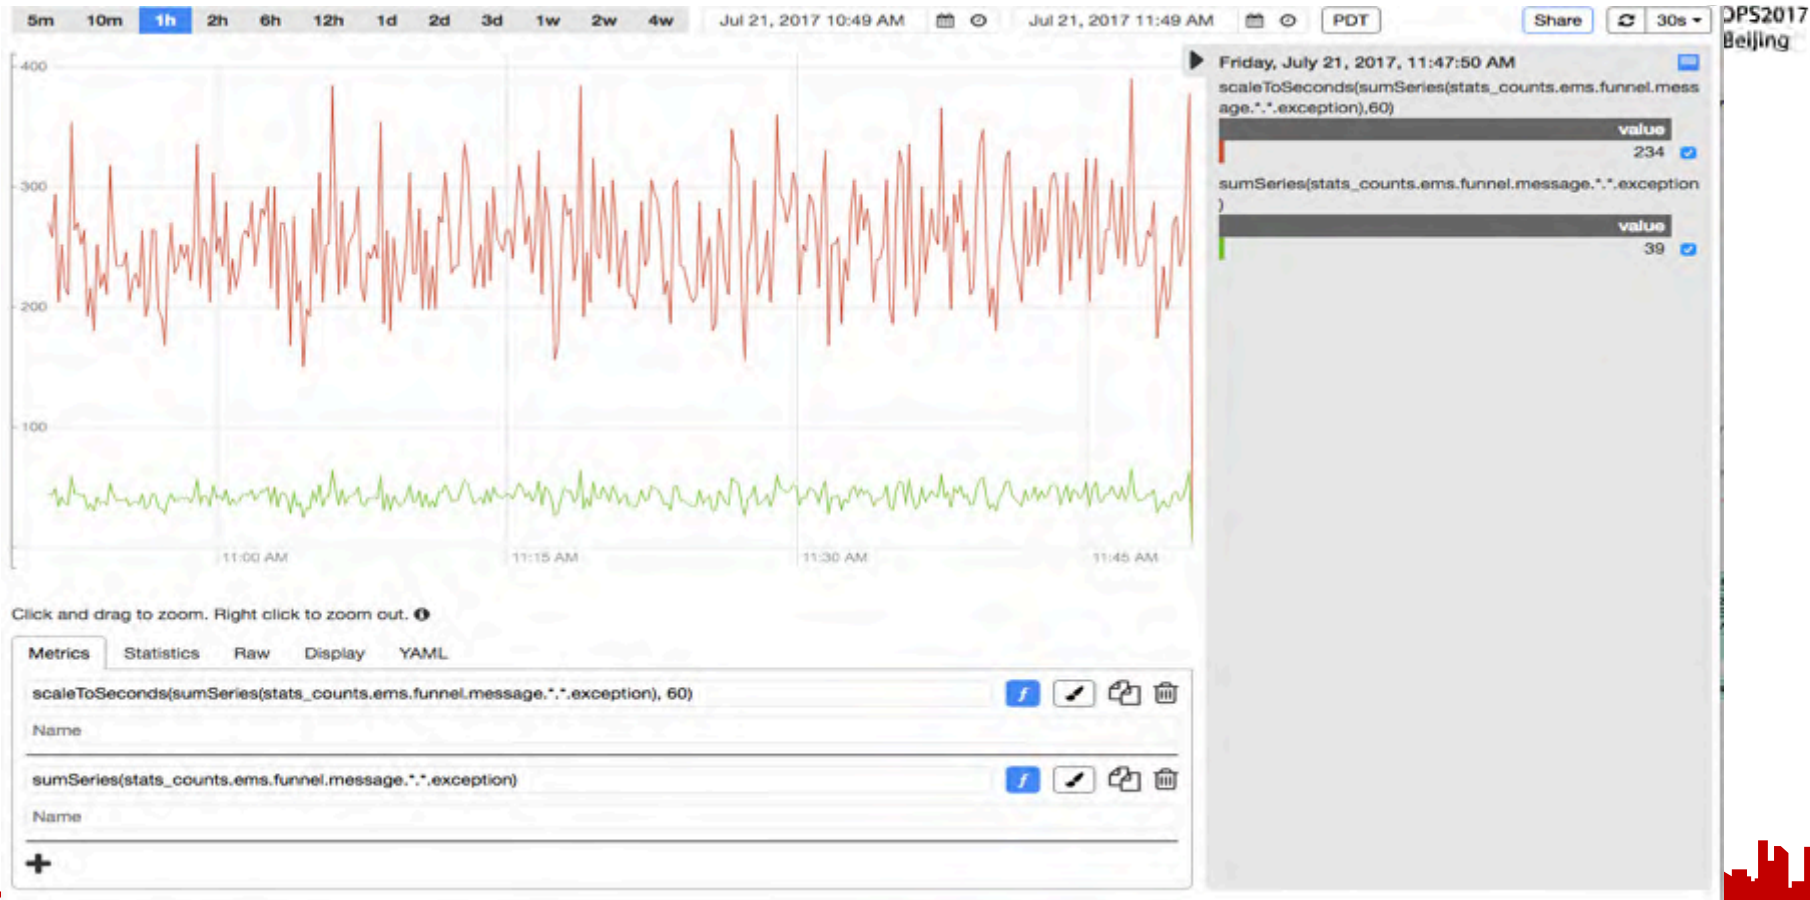 5m 10m 1h 2h 6h 12h 1d 2d 3d 1w 2w 4w Jul 21, 2017 10:49 AM Jul 21, 2017 11:49 AM PDT Share 30s
OPS2017
Beijing
400
300
200
100
11:00 AM 11:15 AM 11:30 AM 11:45 AM
Friday, July 21, 2017, 11:47:50 AM
scaleToSeconds(sumSeries(stats_counts.ems.funnel.mess
age.*.*.exception),60)
value
234
sumSeries(stats_counts.ems.funnel.message.*.*.exception
)
value
39
Click and drag to zoom. Right click to zoom out.
Metrics Statistics Raw Display YAML
scaleToSeconds(sumSeries(stats_counts.ems.funnel.message.*.*.exception), 60)
Name
sumSeries(stats_counts.ems.funnel.message.*.*.exception)
Name